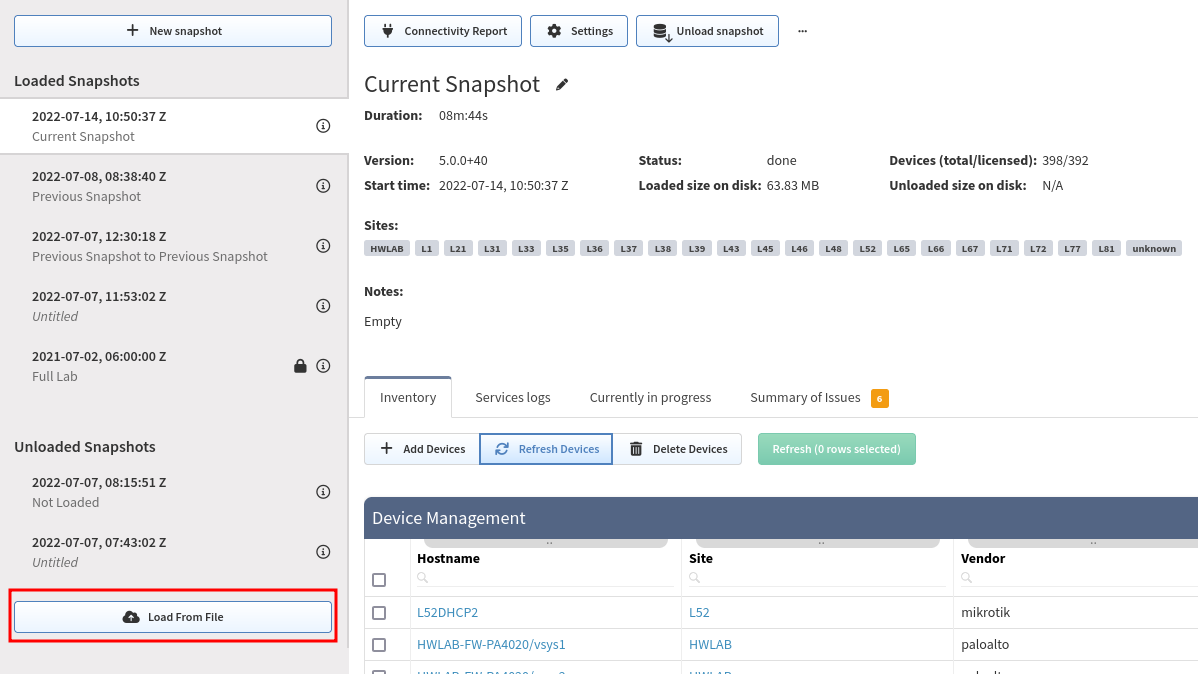 New snapshot
Loaded Snapshots
2022-07-14, 10:50:37 Z
Current Snapshot
2022-07-08, 08:38:40 Z
Previous Snapshot
2022-07-07, 12:30:18 Z
Previous Snapshot to Previous Snapshot
2022-07-07, 11:53:02 Z
Untitled
2021-07-02, 06:00:00 Z
Full Lab
Unloaded Snapshots
2022-07-07, 08:15:51 Z
Not Loaded
2022-07-07, 07:43:02 Z
Untitled
Load From File
Connectivity Report Settings Unload snapshot ...
Current Snapshot
Duration: 08m:44s
Version: 5.0.0+40 Status: done Devices (total/licensed): 398/392
Start time: 2022-07-14, 10:50:37 Z Loaded size on disk: 63.83 MB Unloaded size on disk: N/A
Sites:
HWLAB L1 L21 L31 L33 L35 L36 L37 L38 L39 L43 L45 L46 L48 L52 L65 L66 L67 L71 L72 L77 L81 unknown
Notes:
Empty
Inventory Services logs Currently in progress Summary of Issues 6
Add Devices Refresh Devices Delete Devices Refresh (0 rows selected)
Device Management
Hostname Site Vendor
L52DHCP2 L52 mikrotik
HWLAB-FW-PA4020/vsys1 HWLAB paloalto